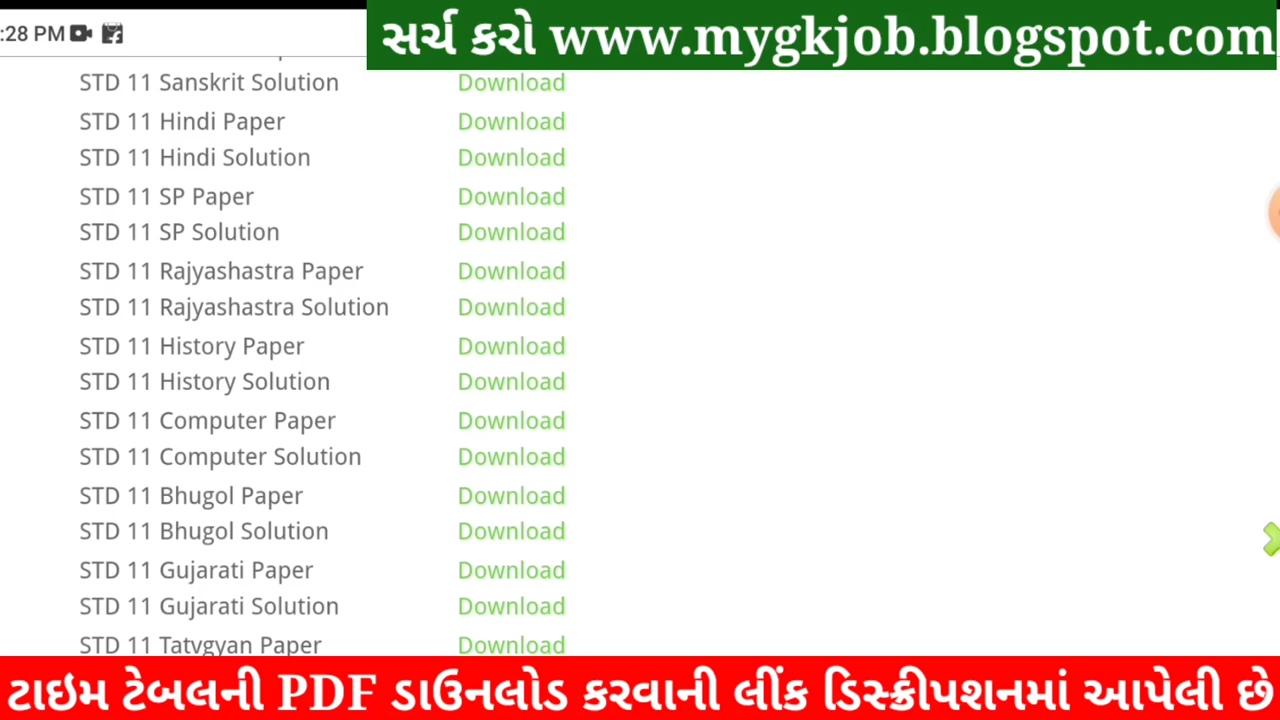 :28 PM
સર્ચ કરો www.mygkjob.blogspot.com
STD 11 Sanskrit Solution Download
STD 11 Hindi Paper Download
STD 11 Hindi Solution Download
STD 11 SP Paper Download
STD 11 SP Solution Download
STD 11 Rajyashastra Paper Download
STD 11 Rajyashastra Solution Download
STD 11 History Paper Download
STD 11 History Solution Download
STD 11 Computer Paper Download
STD 11 Computer Solution Download
STD 11 Bhugol Paper Download
STD 11 Bhugol Solution Download
STD 11 Gujarati Paper Download
STD 11 Gujarati Solution Download
STD 11 Tatvgyan Paper Download
ટાઇમ ટેબલની PDF ડાઉનલોડ કરવાની લીંક ડિસ્ક્રીપશનમાં આપેલી છે